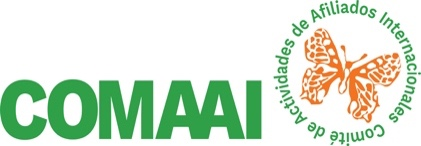 COMAAI
Comité de Actividades de Afiliados Internacionales